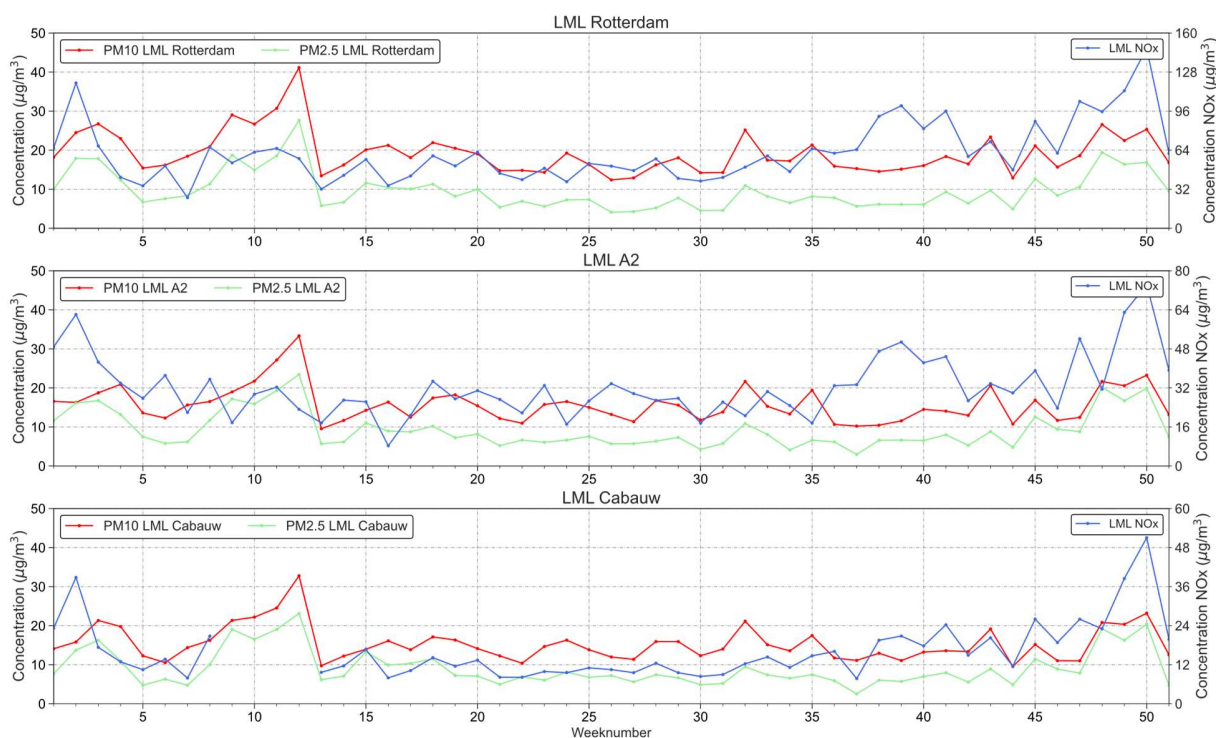 LML Rotterdam
50 160
PM10 LML Rotterdam PM2.5 LML Rotterdam LML NOx
40 128
30 96
20 64
10 32
0 0
5 10 15 20 25 30 35 40 45 50
Concentration (µg/m³)
Concentration NOx (µg/m³)
LML A2
50 80
PM10 LML A2 PM2.5 LML A2 LML NOx
40 64
30 48
20 32
10 16
0 0
5 10 15 20 25 30 35 40 45 50
Concentration (µg/m³)
Concentration NOx (µg/m³)
LML Cabauw
50 60
PM10 LML Cabauw PM2.5 LML Cabauw LML NOx
40 48
30 36
20 24
10 12
0 0
5 10 15 20 25 30 35 40 45 50
Concentration (µg/m³)
Concentration NOx (µg/m³)
Weeknumber